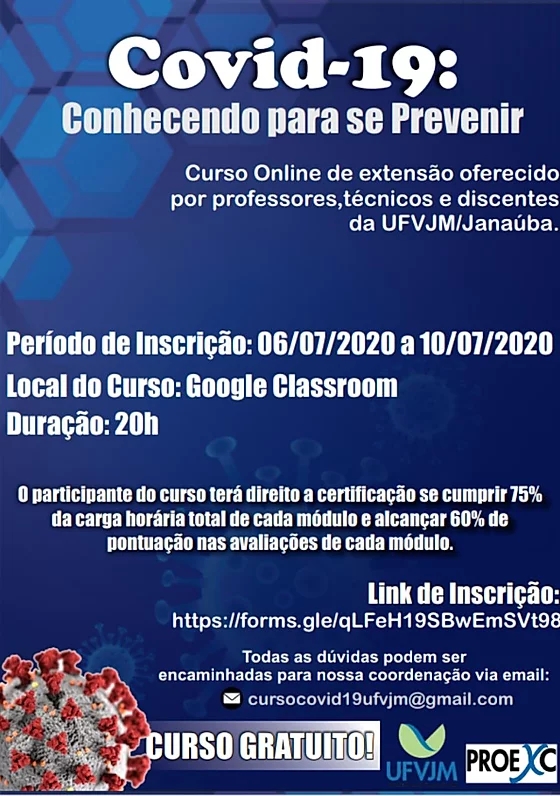 Covid-19:
Conhecendo para se Prevenir
Curso Online de extensão oferecido
por professores,técnicos e discentes
da UFVJM/Janaúba.
Período de Inscrição: 06/07/2020 a 10/07/2020
Local do Curso: Google Classroom
Duração: 20h
O participante do curso terá direito a certificação se cumprir 75%
da carga horária total de cada módulo e alcançar 60% de
pontuação nas avaliações de cada módulo.
Link de Inscrição:
https://forms.gle/qLFeH19SBwEmSVt98
Todas as dúvidas podem ser
encaminhadas para nossa coordenação via email:
cursocovid19ufvjm@gmail.com
CURSO GRATUITO!
UFVJM
PROEXC